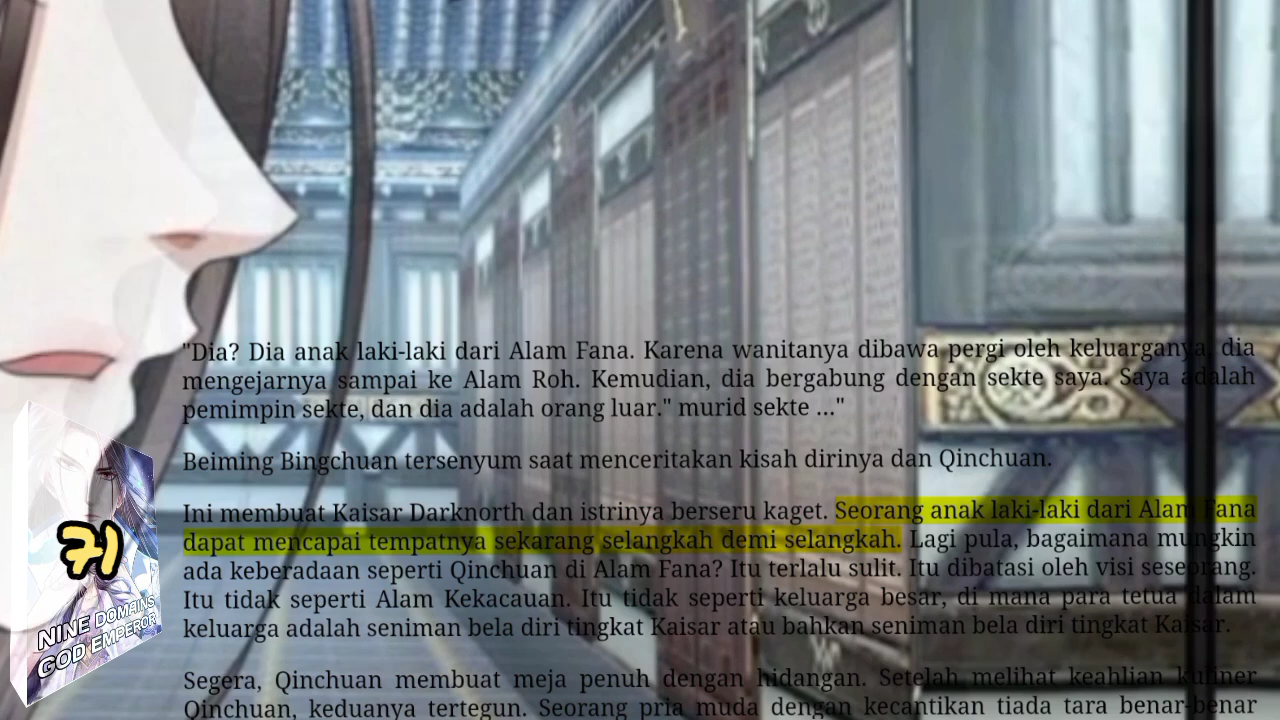 "Dia? Dia anak laki-laki dari Alam Fana. Karena wanitanya dibawa pergi oleh keluarganya, dia
mengejarnya sampai ke Alam Roh. Kemudian, dia bergabung dengan sekte saya. Saya adalah
pemimpin sekte, dan dia adalah orang luar." murid sekte ..."
Beiming Bingchuan tersenyum saat menceritakan kisah dirinya dan Qinchuan.
Ini membuat Kaisar Darknorth dan istrinya berseru kaget. Seorang anak laki-laki dari Alam Fana
dapat mencapai tempatnya sekarang selangkah demi selangkah. Lagi pula, bagaimana mungkin
ada keberadaan seperti Qinchuan di Alam Fana? Itu terlalu sulit. Itu dibatasi oleh visi seseorang.
Itu tidak seperti Alam Kekacauan. Itu tidak seperti keluarga besar, di mana para tetua dalam
keluarga adalah seniman bela diri tingkat Kaisar atau bahkan seniman bela diri tingkat Kaisar.
Segera, Qinchuan membuat meja penuh dengan hidangan. Setelah melihat keahlian kuliner
Qinchuan, keduanya tertegun. Seorang pria muda dengan kecantikan tiada tara benar-benar
71
NINE DOMAINS
GOD EMPEROR